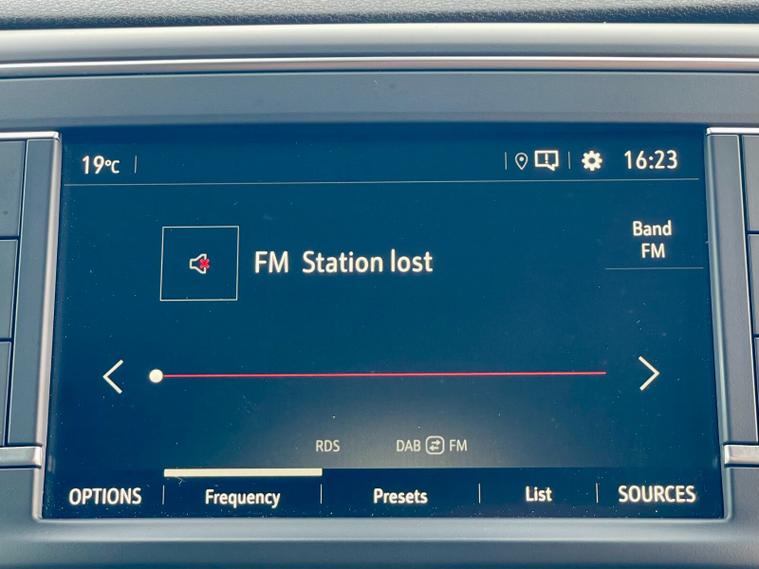 19°C
16:23
FM Station lost
Band
FM
RDS
DAB FM
OPTIONS
Frequency
Presets
List
SOURCES